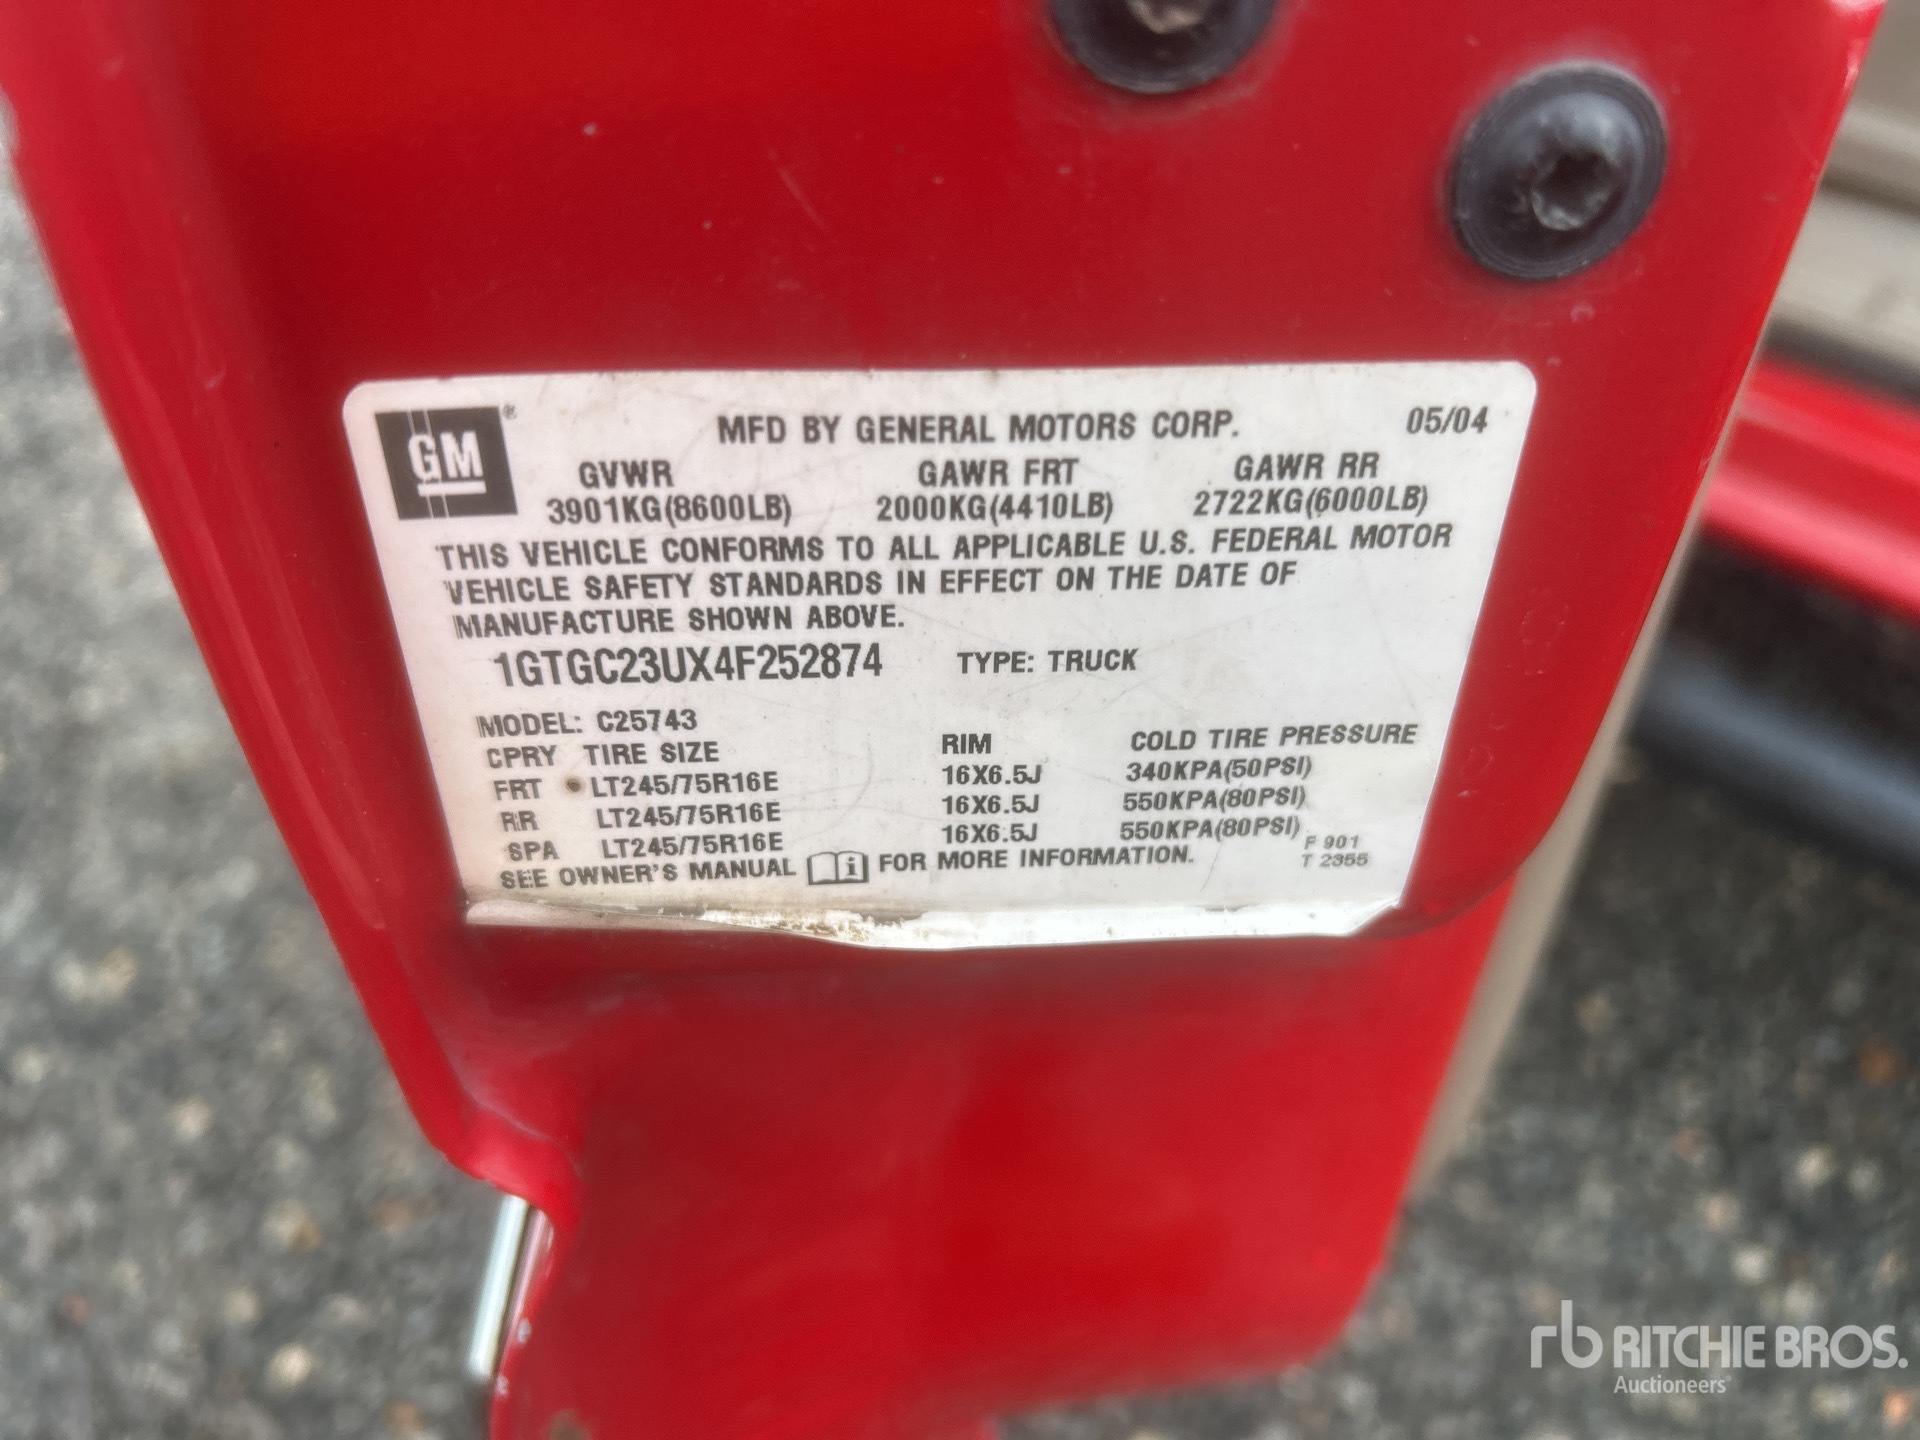 GM®
MFD BY GENERAL MOTORS CORP. 05/04
GVWR GAWR FRT GAWR RR
3901KG(8600LB) 2000KG(4410LB) 2722KG(6000LB)
THIS VEHICLE CONFORMS TO ALL APPLICABLE U.S. FEDERAL MOTOR
VEHICLE SAFETY STANDARDS IN EFFECT ON THE DATE OF
MANUFACTURE SHOWN ABOVE.
1GTGC23UX4F252874 TYPE: TRUCK
MODEL: C25743
CPRY TIRE SIZE RIM COLD TIRE PRESSURE
FRT LT245/75R16E 16X6.5J 340KPA(50PSI)
RR LT245/75R16E 16X6.5J 550KPA(80PSI)
SPA LT245/75R16E 16X6.5J 550KPA(80PSI)
SEE OWNER'S MANUAL i FOR MORE INFORMATION.
F 901
T 2355
rb RITCHIE BROS.
Auctioneers